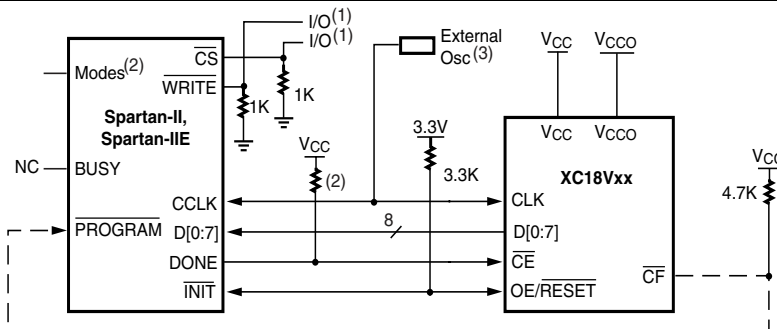 I/O(1)
I/O(1)
External
Osc (3)
VCC
VCCO
CS
Modes(2)
WRITE
1K
1K
Spartan-II,
Spartan-IIE
3.3V
VCC
VCCO
VCC
VCC
NC
BUSY
(2)
3.3K
XC18Vxx
4.7K
CCLK
CLK
PROGRAM
D[0:7]
8
D[0:7]
DONE
CE
CF
INIT
OE/RESET